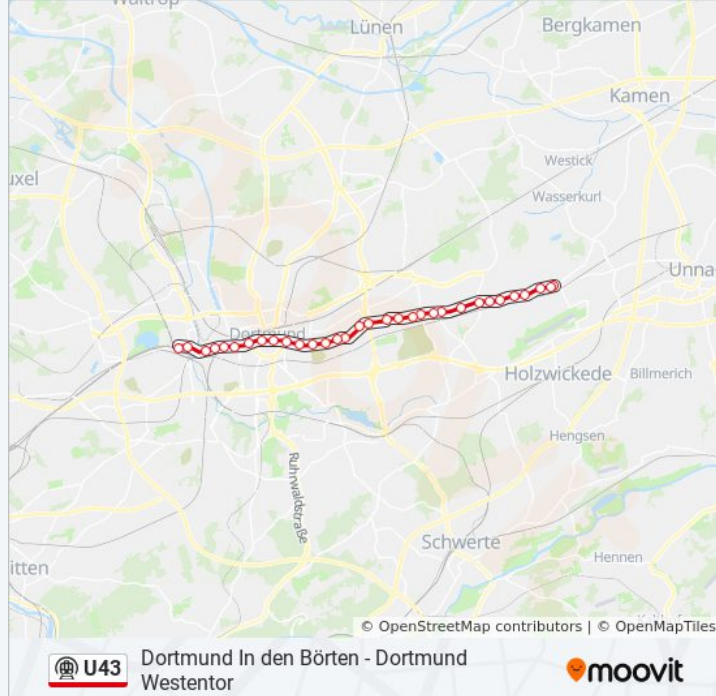 Waltrop
Lünen
Bergkamen
Kamen
Westick
uxel
Wasserkurl
Unna
Dortmund
Holzwickede
Billmerich
Hengsen
Ruhrwaldstraße
Schwerte
Hennen
itten
© OpenStreetMap contributors | © OpenMapTiles
U43
Dortmund In den Börten - Dortmund
Westentor
moovit